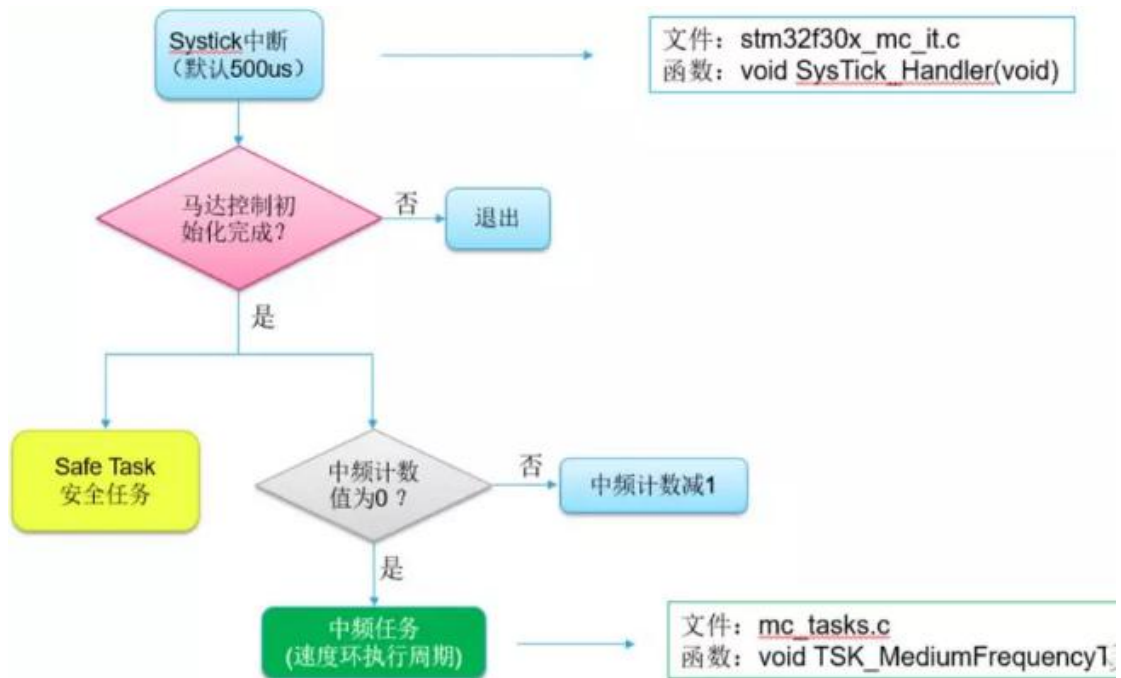 Systick中断
（默认500us）
文件：stm32f30x_mc_it.c
函数：void SysTick_Handler(void)
马达控制初
始化完成？
否
退出
是
Safe Task
安全任务
中频计数
值为0 ？
否
中频计数减1
是
中频任务
(速度环执行周期)
文件：mc_tasks.c
函数：void